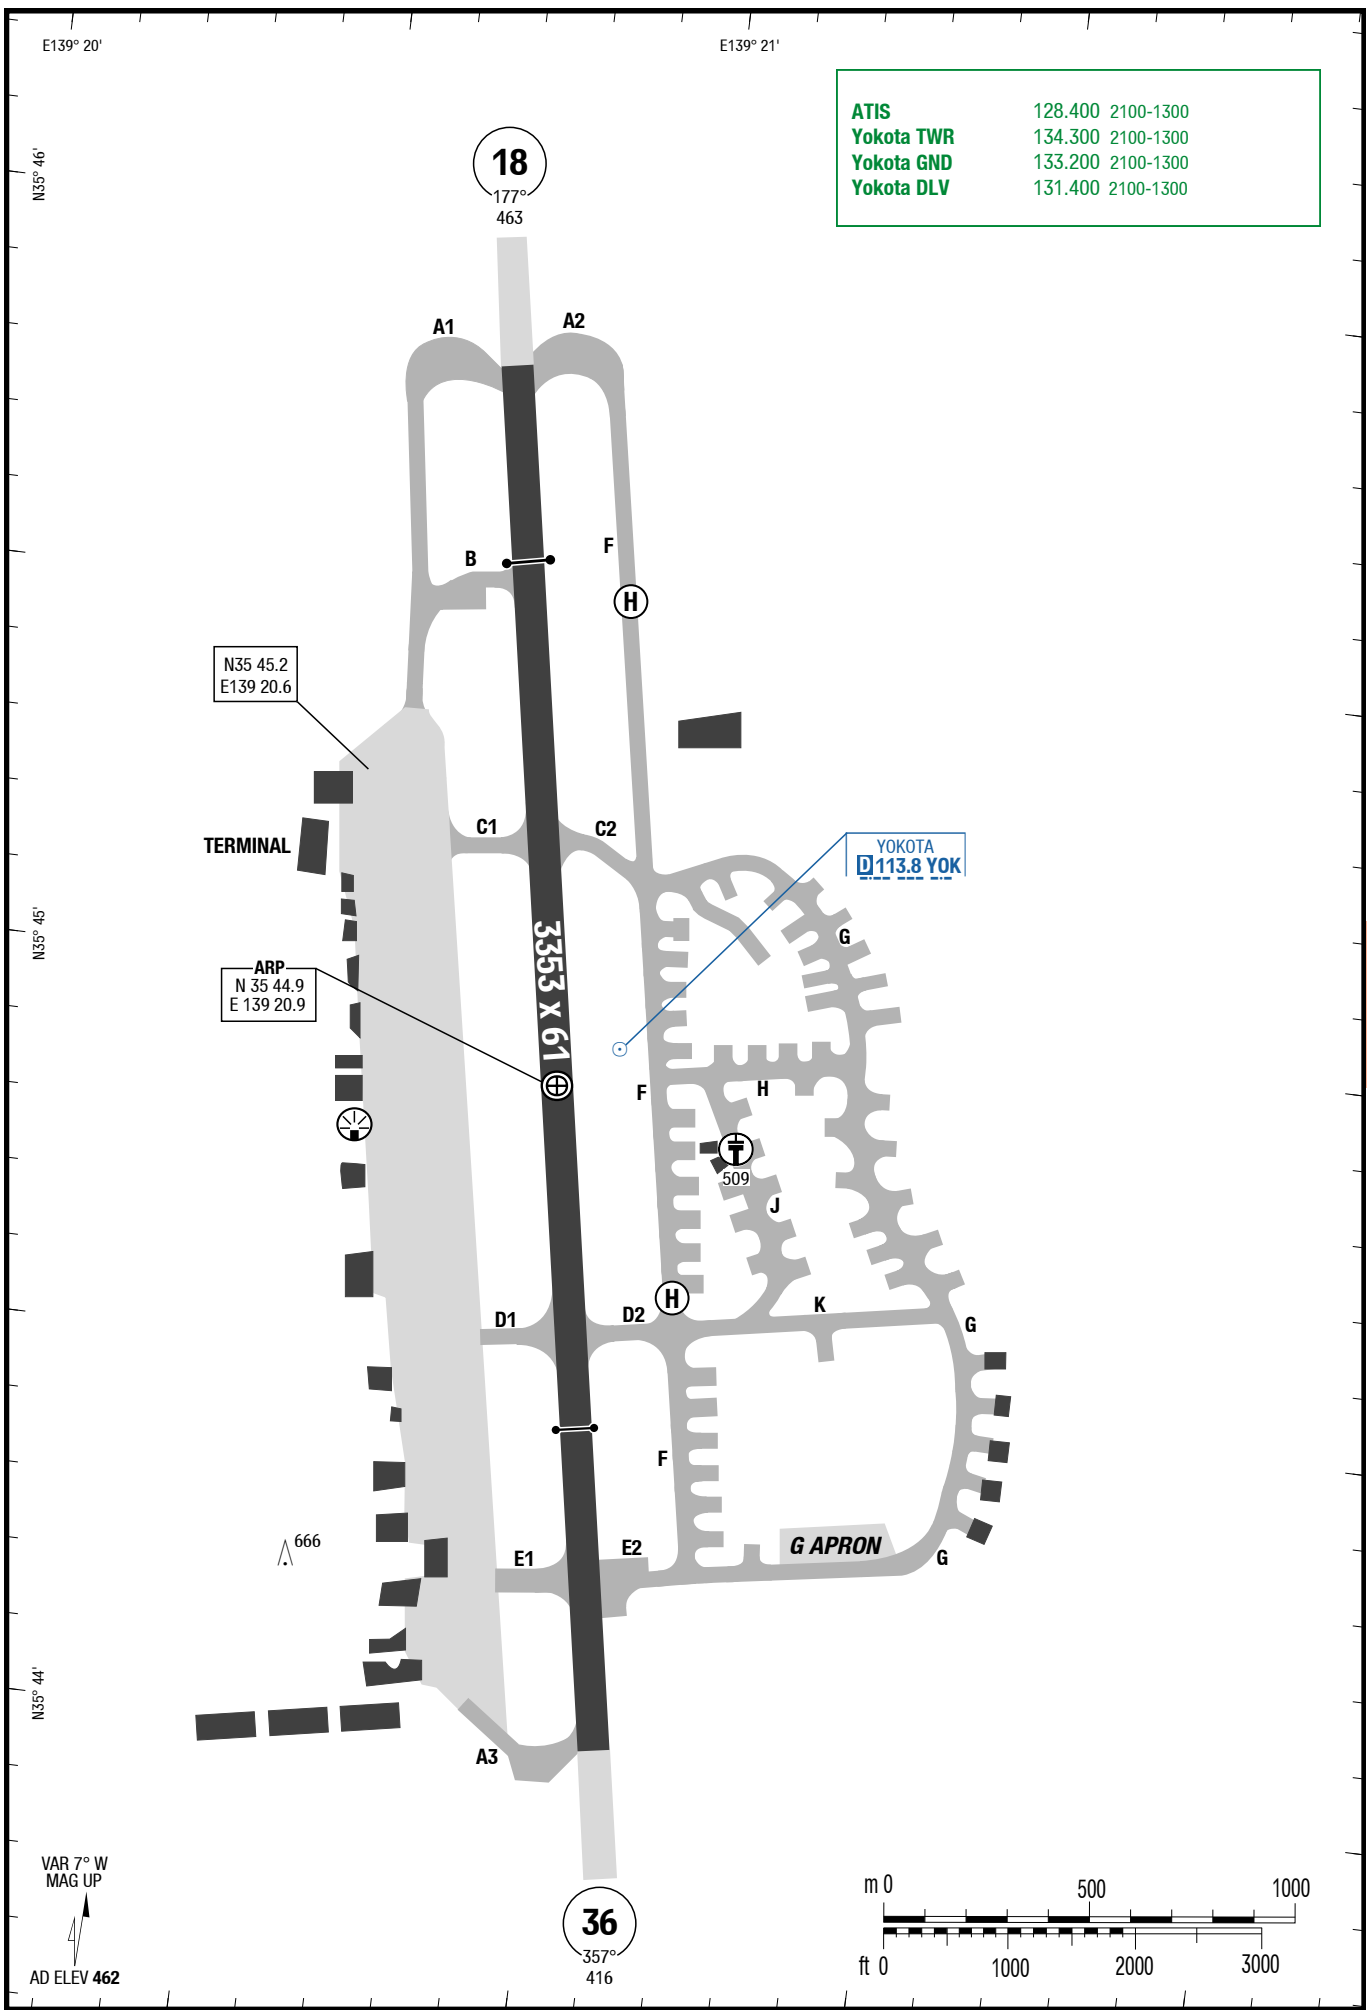 E139° 20'
E139° 21'
ATIS 128.400 2100-1300
Yokota TWR 134.300 2100-1300
Yokota GND 133.200 2100-1300
Yokota DLV 131.400 2100-1300
N35° 46'
18
177°
463
A1
A2
B
F
H
N35 45.2
E139 20.6
C1
C2
TERMINAL
YOKOTA
D 113.8 YOK
N35° 45'
G
3353 x 61
ARP
N 35 44.9
E 139 20.9
F
H
509
J
H
D1
D2
K
G
F
666
E1
E2
G APRON
G
N35° 44'
A3
VAR 7° W
MAG UP
AD ELEV 462
36
357°
416
m 0 500 1000
ft 0 1000 2000 3000